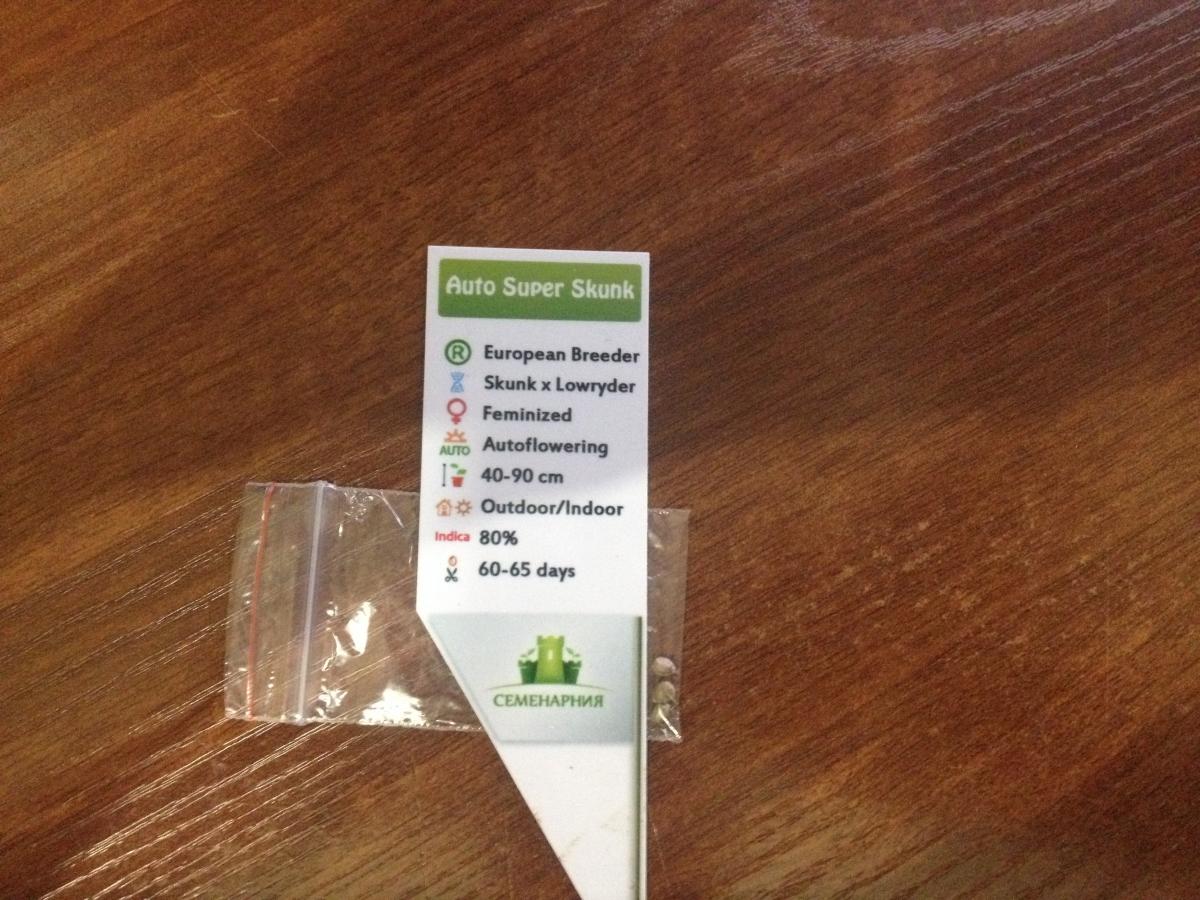 Auto Super Skunk
® European Breeder
Skunk x Lowryder
Feminized
AUTO Autoflowering
40-90 cm
Outdoor/Indoor
Indica 80%
60-65 days
СЕМЕНАРНИЯ